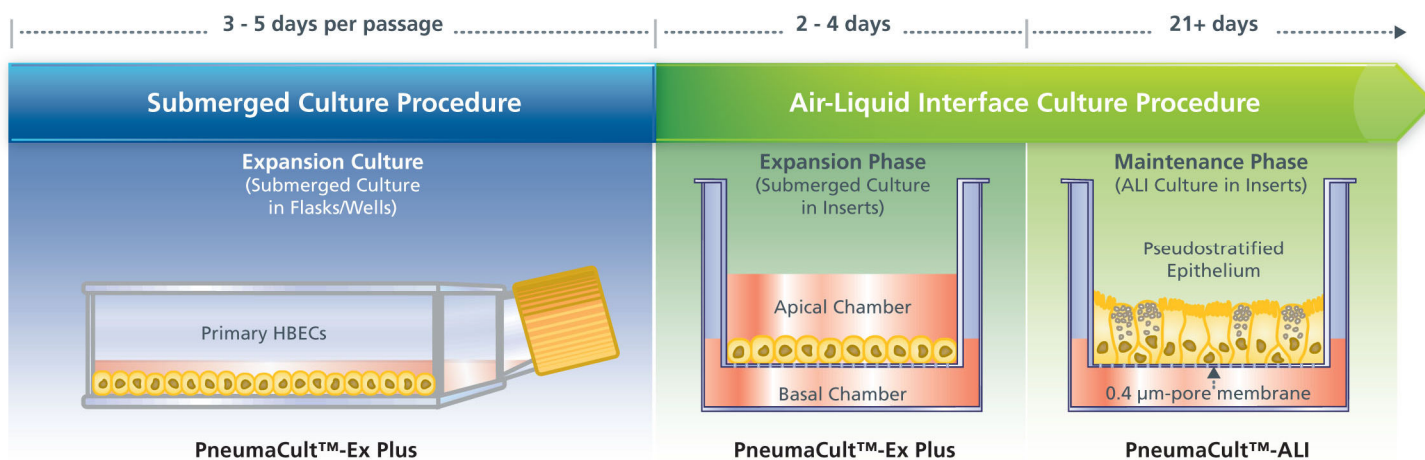 3 - 5 days per passage
2 - 4 days
21+ days
Submerged Culture Procedure
Air-Liquid Interface Culture Procedure
Expansion Culture
(Submerged Culture
in Flasks/Wells)
Expansion Phase
(Submerged Culture
in Inserts)
Maintenance Phase
(ALI Culture in Inserts)
Primary HBECs
Apical Chamber
Basal Chamber
Pseudostratified
Epithelium
0.4 µm-pore membrane
PneumaCult™-Ex Plus
PneumaCult™-Ex Plus
PneumaCult™-ALI